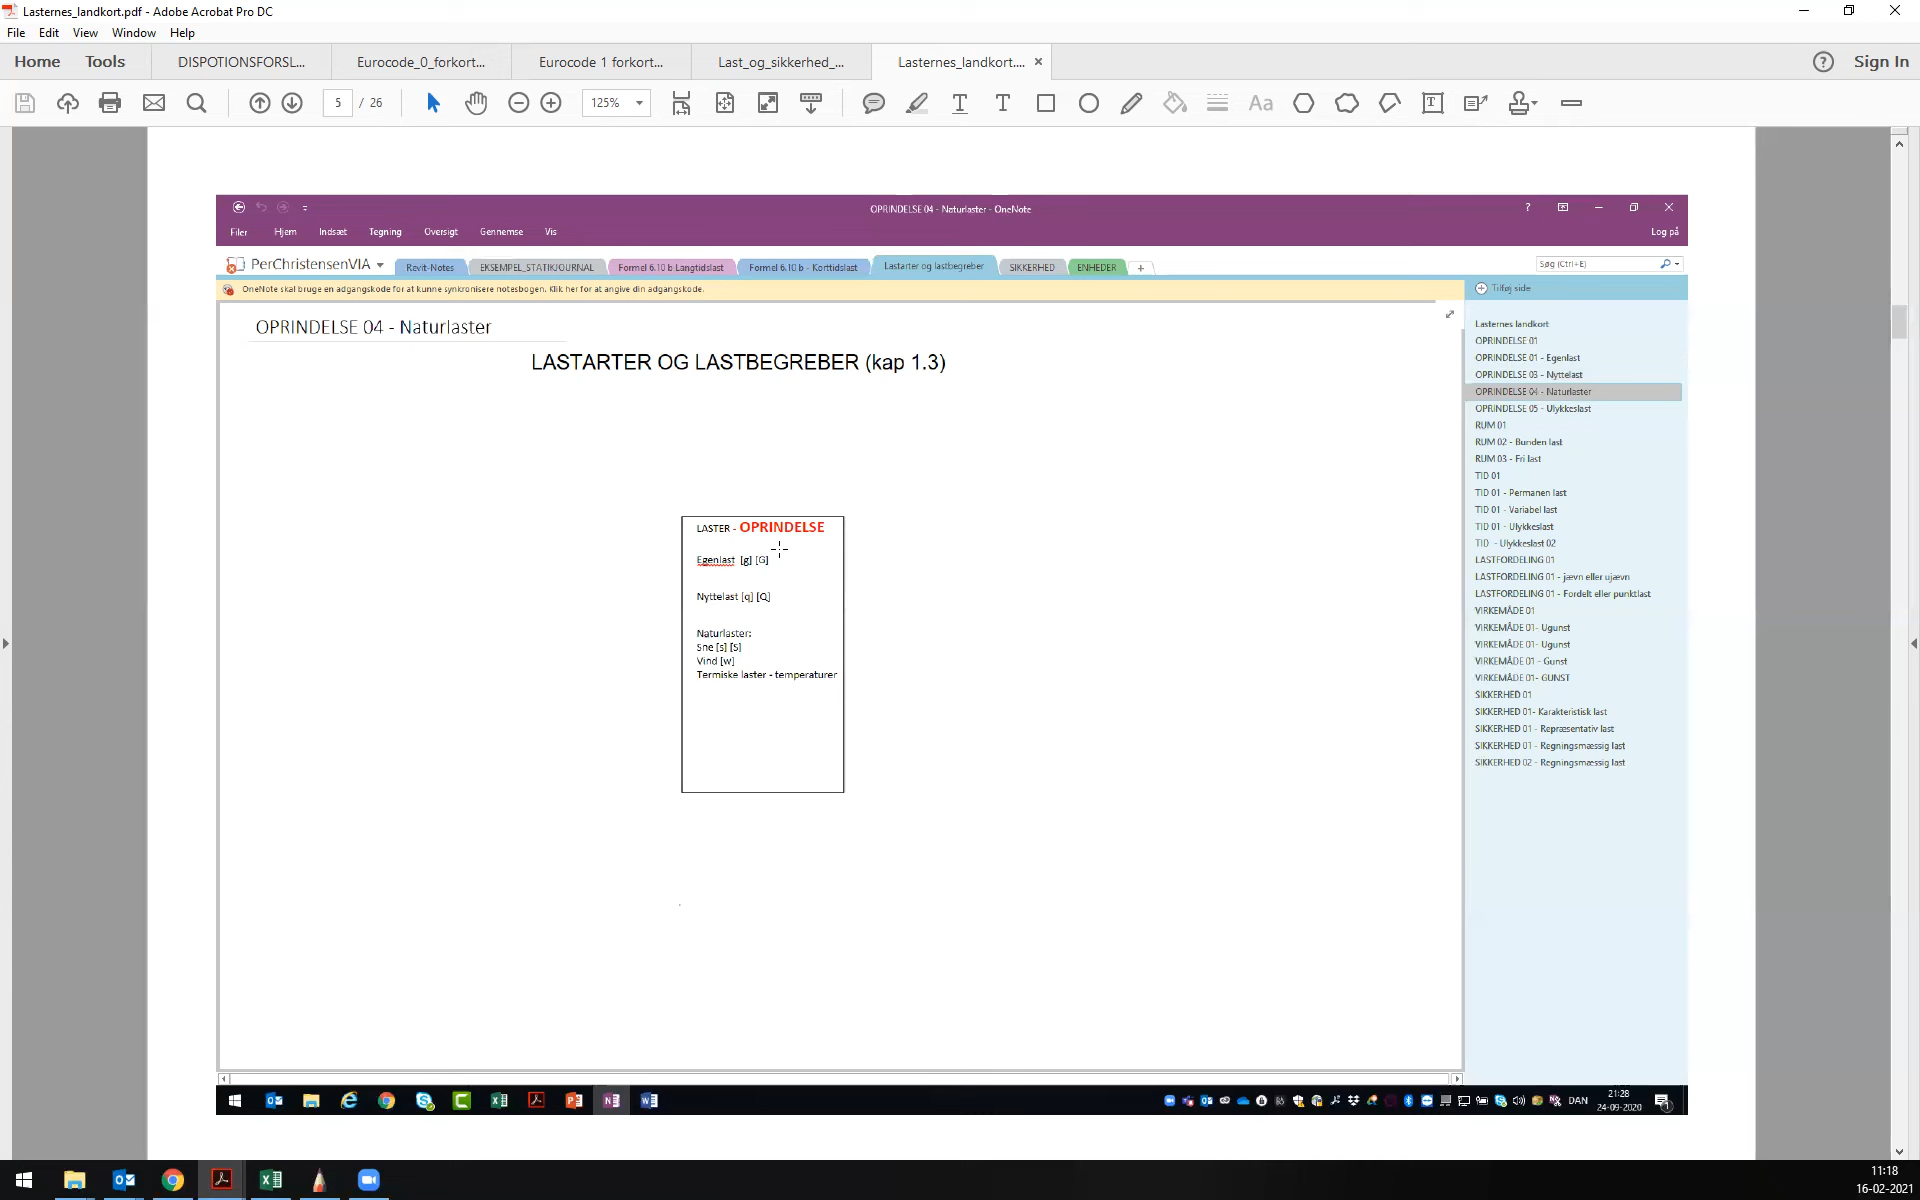 Lasternes_landkort.pdf - Adobe Acrobat Pro DC
File Edit View Window Help
Home Tools DISPOTIONSFORSL... Eurocode_0_forkort... Eurocode 1 forkort... Last_og_sikkerhed_... Lasternes_landkort.... Sign In
5 / 26 125%
OPRINDELSE 04 - Naturlaster - OneNote
Filer Hjem Indsæt Tegning Oversigt Gennemse Vis Log på
PerChristensenVIA Revit-Notes EKSEMPEL_STATIKJOURNAL Formel 6.10 b Langtidslast Formel 6.10 b - Korttidslast Lastarter og lastbegreber SIKKERHED ENHEDER Søg (Ctrl+E)
OneNote skal bruge en adgangskode for at kunne synkronisere notesbogen. Klik her for at angive din adgangskode.
OPRINDELSE 04 - Naturlaster
LASTARTER OG LASTBEGREBER (kap 1.3)
LASTER - OPRINDELSE
Egenlast [g] [G]
Nyttelast [q] [Q]
Naturlaster:
Sne [s] [S]
Vind [w]
Termiske laster - temperaturer
Tilføj side
Lasternes landkort
OPRINDELSE 01
OPRINDELSE 01 - Egenlast
OPRINDELSE 03 - Nyttelast
OPRINDELSE 04 - Naturlaster
OPRINDELSE 05 - Ulykkeslast
RUM 01
RUM 02 - Bunden last
RUM 03 - Fri last
TID 01
TID 01 - Permanen last
TID 01 - Variabel last
TID 01 - Ulykkeslast
TID - Ulykkeslast 02
LASTFORDELING 01
LASTFORDELING 01 - jævn eller ujævn
LASTFORDELING 01 - Fordelt eller punktlast
VIRKEMÅDE 01
VIRKEMÅDE 01- Ugunst
VIRKEMÅDE 01- Ugunst
VIRKEMÅDE 01 - Gunst
VIRKEMÅDE 01- GUNST
SIKKERHED 01
SIKKERHED 01- Karakteristisk last
SIKKERHED 01 - Repræsentativ last
SIKKERHED 01 - Regningsmæssig last
SIKKERHED 02 - Regningsmæssig last
DAN
21:28
24-09-2020
11:18
16-02-2021